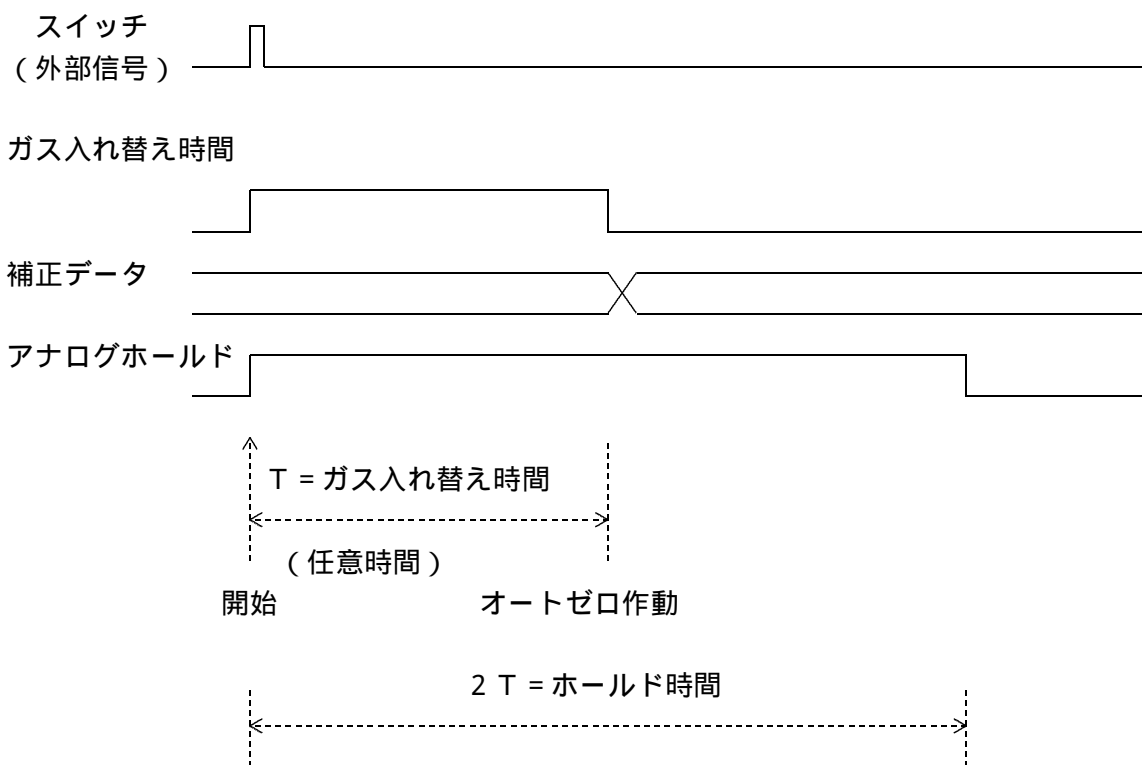 スイッチ
(外部信号)
ガス入れ替え時間
補正データ
アナログホールド
T=ガス入れ替え時間
(任意時間)
開始 オートゼロ作動
2T=ホールド時間